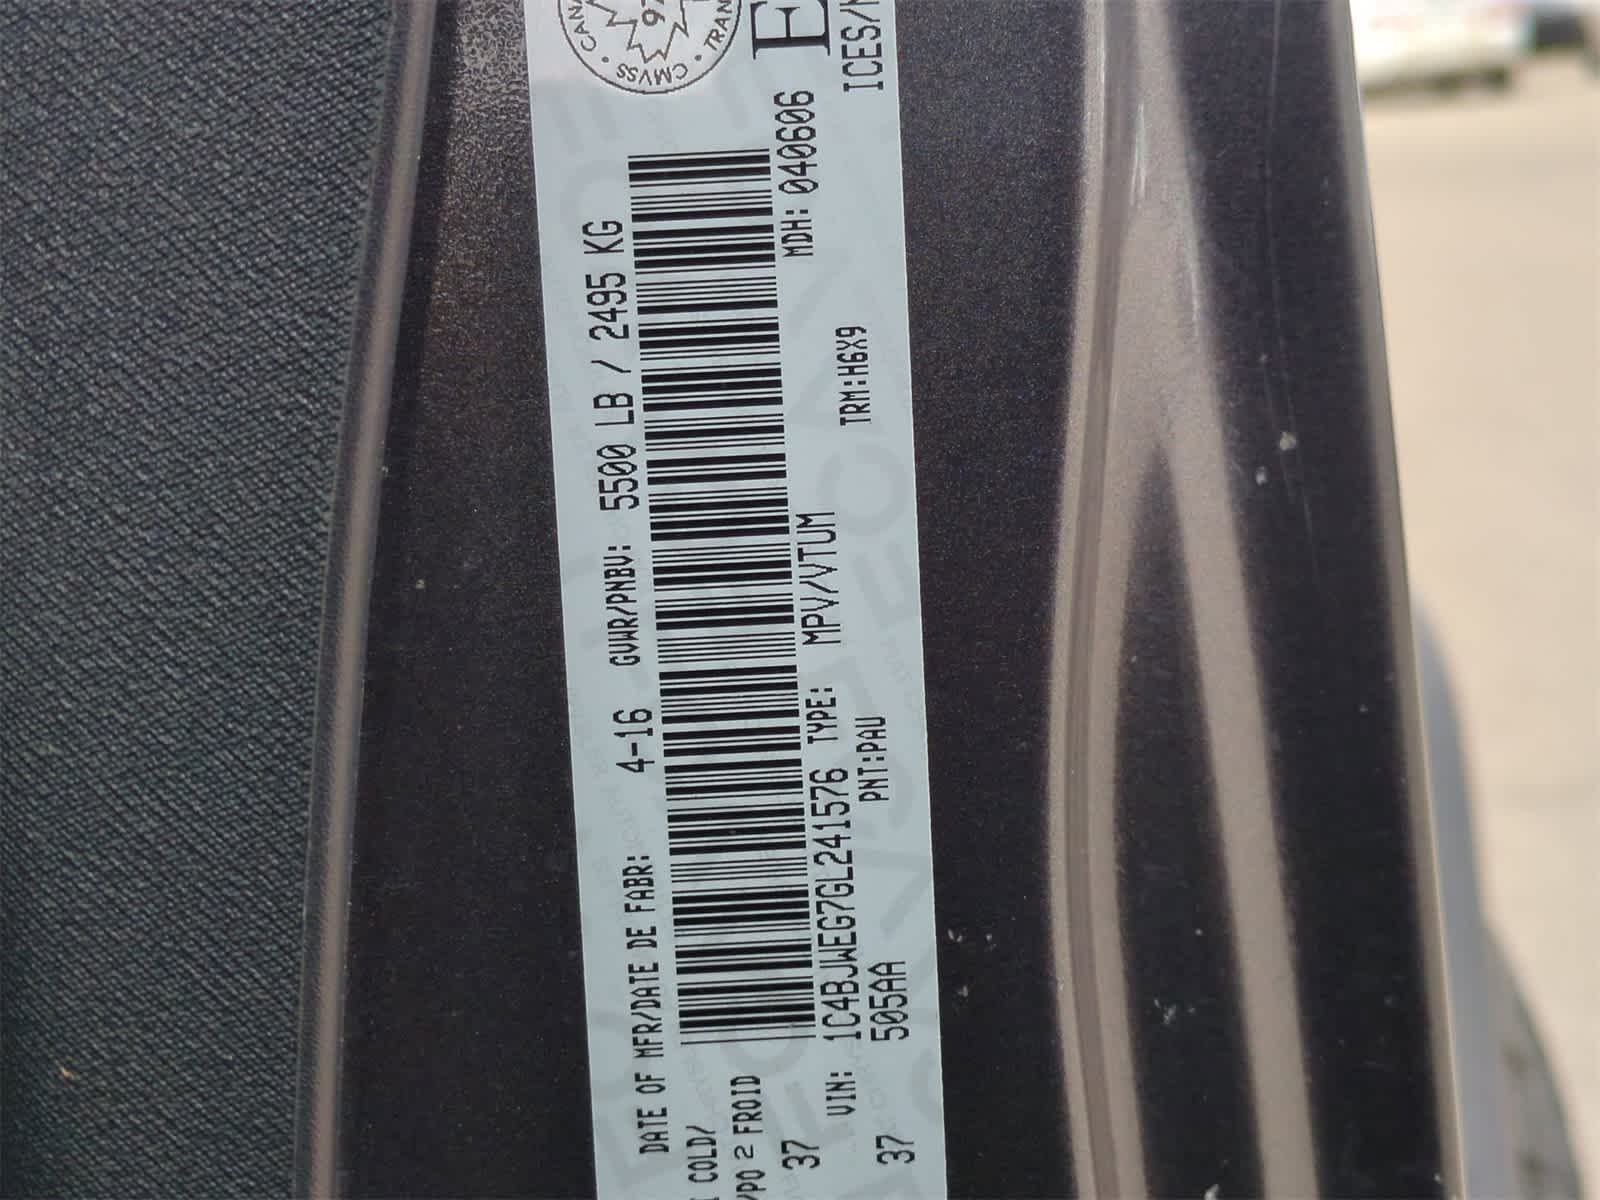 DATE OF MFR/DATE DE FABR: 4-16 GVWR/PNBV: 5500 LB / 2495 KG
COLD/
2 FROID
37 VIN: 1C4BJWEG7GL241576 TYPE: MPV/VTUM MDH: 040606
37 505AA PNT:PAU TRM:H6X9 ICES/
CMVSS